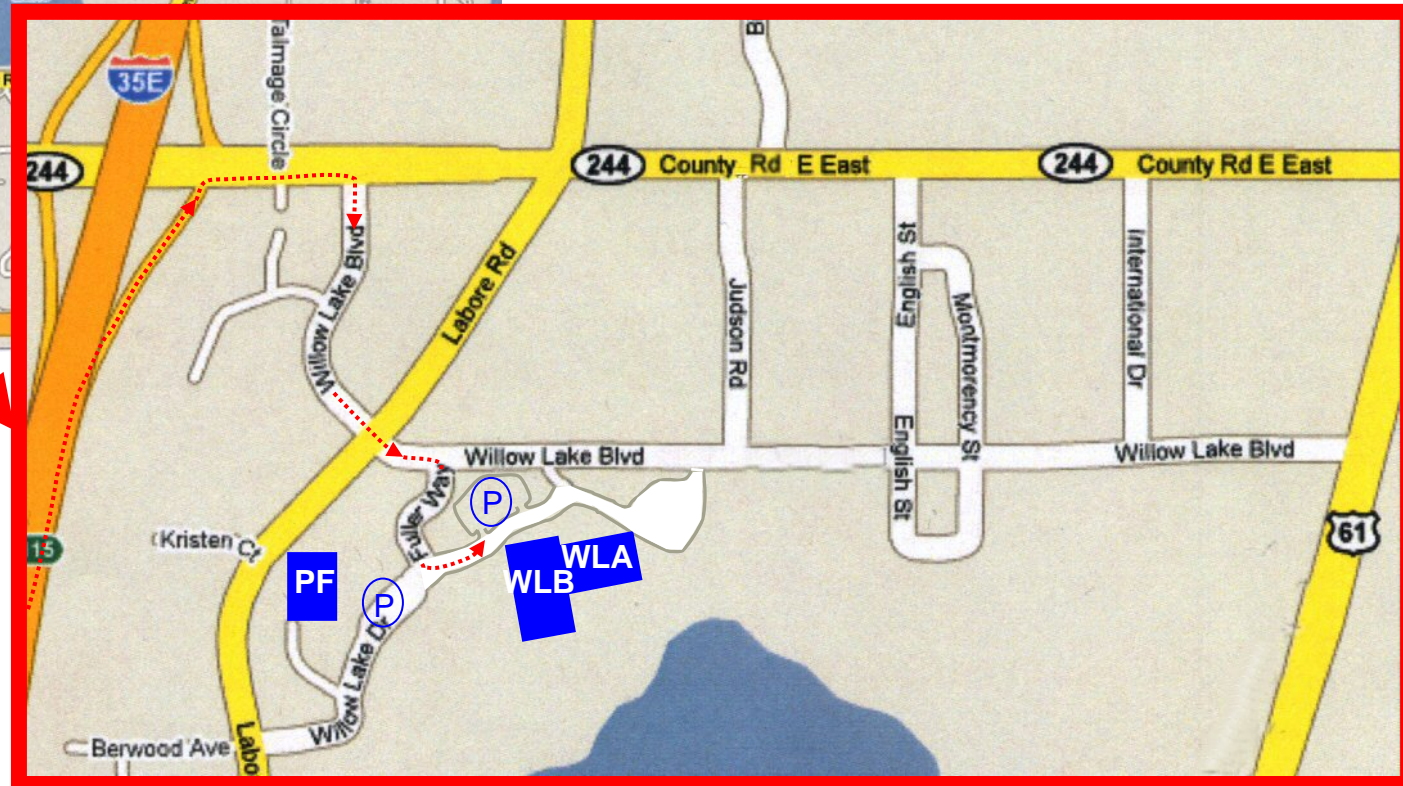 R
35E
Talmage Circle
B
244
244
County Rd E East
244
County Rd E East
Willow Lake Blvd
Labore Rd
Judson Rd
English St
Montmorency St
International Dr
English St
Willow Lake Blvd
Willow Lake Blvd
Fuller Way
P
Kristen Ct
115
PF
P
WLB
WLA
61
Willow Lake Dr
Berwood Ave
Labo